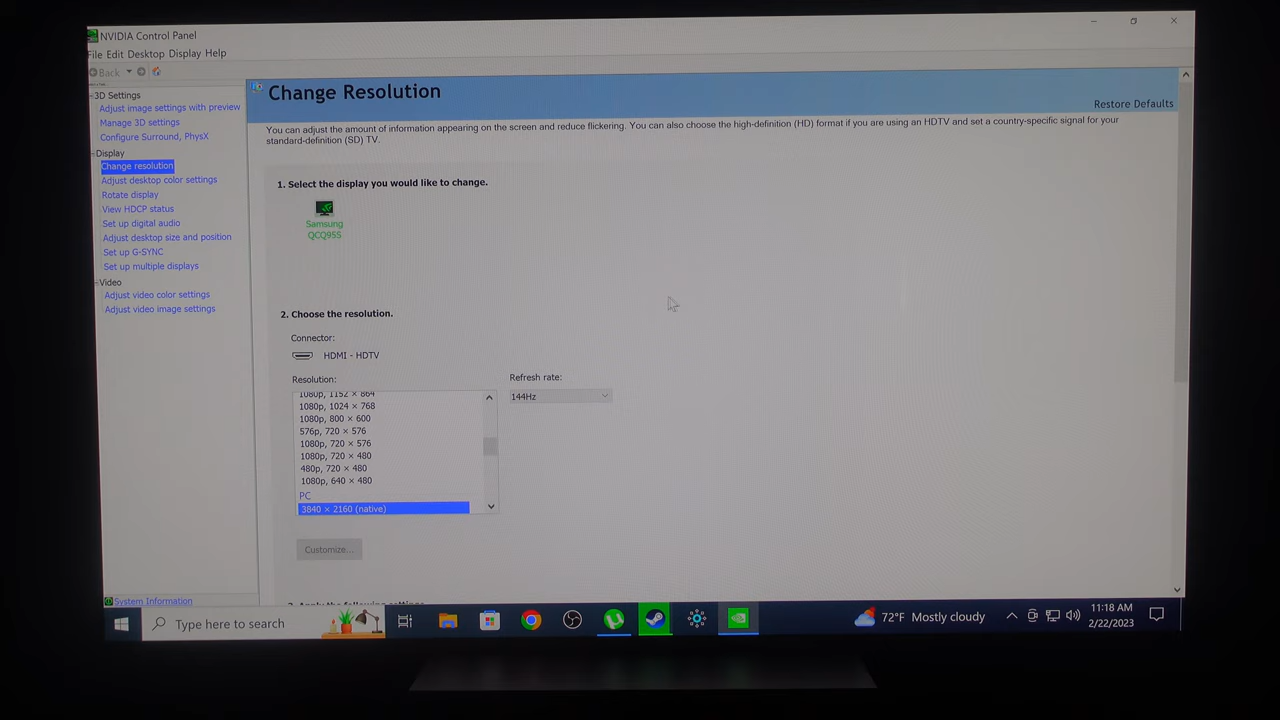 NVIDIA Control Panel
File Edit Desktop Display Help
Back
3D Settings
Adjust image settings with preview
Manage 3D settings
Configure Surround, PhysX
Display
Change resolution
Adjust desktop color settings
Rotate display
View HDCP status
Set up digital audio
Adjust desktop size and position
Set up G-SYNC
Set up multiple displays
Video
Adjust video color settings
Adjust video image settings
System Information
Change Resolution
Restore Defaults
You can adjust the amount of information appearing on the screen and reduce flickering. You can also choose the high-definition (HD) format if you are using an HDTV and set a country-specific signal for your
standard-definition (SD) TV.
1. Select the display you would like to change.
Samsung
QCQ95S
2. Choose the resolution.
Connector:
HDMI - HDTV
Resolution:
Refresh rate:
144Hz
1080p, 1152 × 864
1080p, 1024 × 768
1080p, 800 × 600
576p, 720 × 576
1080p, 720 × 576
1080p, 720 × 480
480p, 720 × 480
1080p, 640 × 480
PC
3840 × 2160 (native)
Customize...
3. Apply the following settings.
Type here to search
72°F Mostly cloudy
11:18 AM
2/22/2023